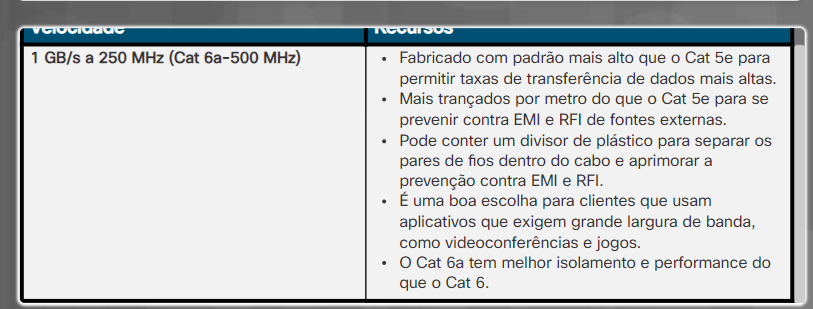 Velocidade
Recursos
1 GB/s a 250 MHz (Cat 6a-500 MHz)
• Fabricado com padrão mais alto que o Cat 5e para
permitir taxas de transferência de dados mais altas.
• Mais trançados por metro do que o Cat 5e para se
prevenir contra EMI e RFI de fontes externas.
• Pode conter um divisor de plástico para separar os
pares de fios dentro do cabo e aprimorar a
prevenção contra EMI e RFI.
• É uma boa escolha para clientes que usam
aplicativos que exigem grande largura de banda,
como videoconferências e jogos.
• O Cat 6a tem melhor isolamento e performance do
que o Cat 6.